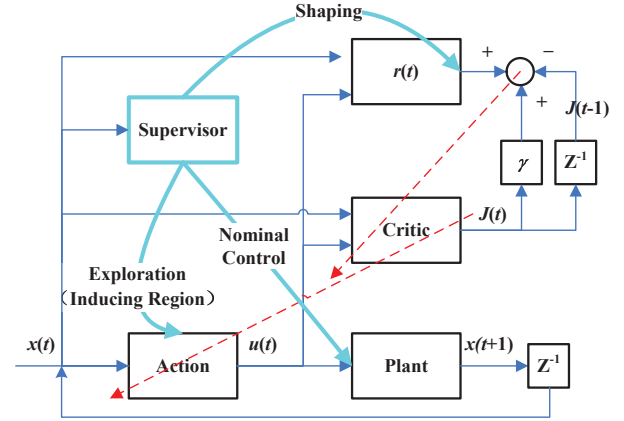 Shaping
r(t)
+
−
+
J(t-1)
Supervisor
γ
Z-1
Critic
J(t)
Nominal
Control
Exploration
（Inducing Region）
x(t)
Action
u(t)
Plant
x(t+1)
Z-1